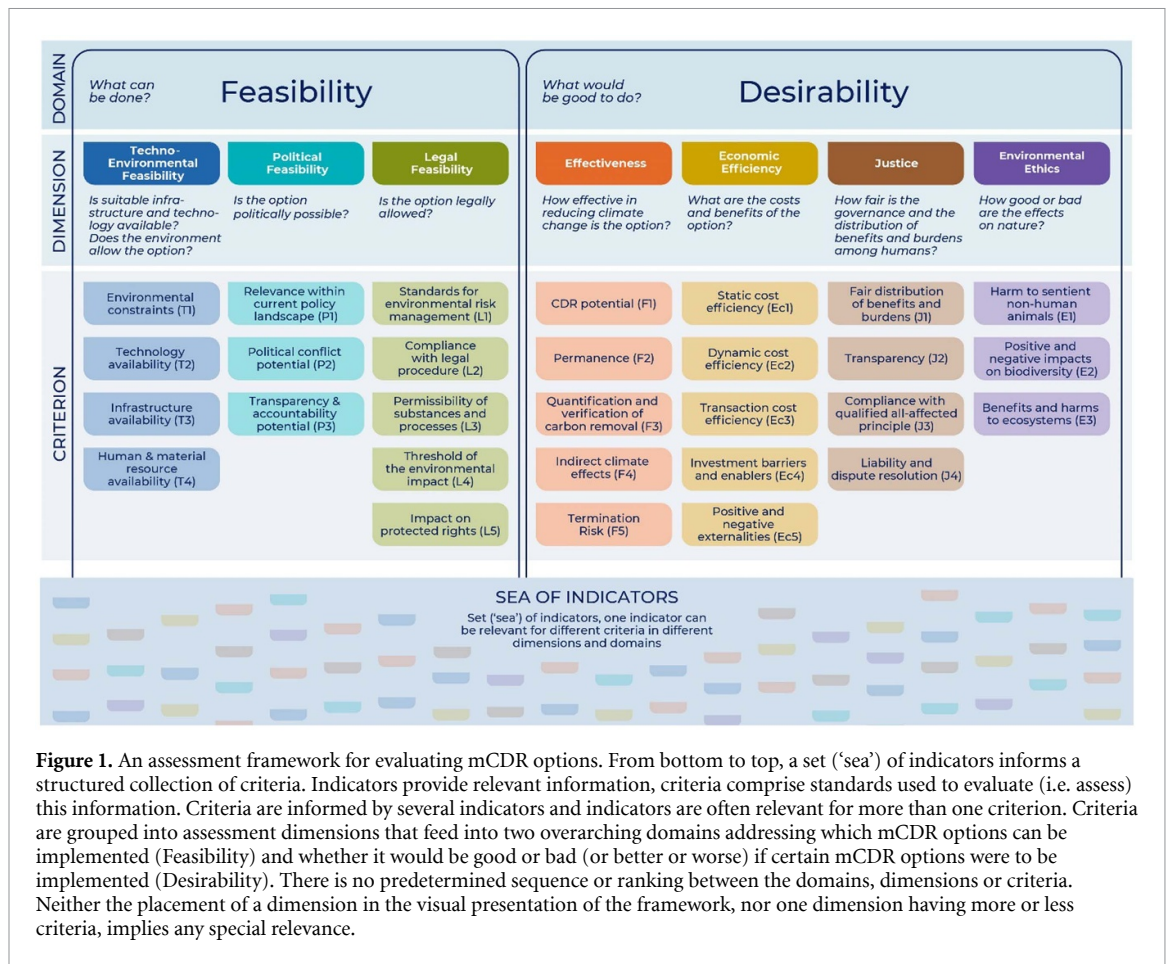 DOMAIN
What can
be done?
Feasibility
What would
be good to do?
Desirability
DIMENSION
Techno-
Environmental
Feasibility
Is suitable infra-
structure and techno-
logy available?
Does the environment
allow the option?
Political
Feasibility
Is the option
politically possible?
Legal
Feasibility
Is the option legally
allowed?
Effectiveness
How effective in
reducing climate
change is the option?
Economic
Efficiency
What are the costs
and benefits of the
option?
Justice
How fair is the
governance and the
distribution of
benefits and burdens
among humans?
Environmental
Ethics
How good or bad
are the effects
on nature?
CRITERION
Environmental
constraints (T1)
Technology
availability (T2)
Infrastructure
availability (T3)
Human & material
resource
availability (T4)
Relevance within
current policy
landscape (P1)
Political conflict
potential (P2)
Transparency &
accountability
potential (P3)
Standards for
environmental risk
management (L1)
Compliance
with legal
procedure (L2)
Permissibility of
substances and
processes (L3)
Threshold of
the environmental
impact (L4)
Impact on
protected rights (L5)
CDR potential (F1)
Permanence (F2)
Quantification and
verification of
carbon removal (F3)
Indirect climate
effects (F4)
Termination
Risk (F5)
Static cost
efficiency (Ec1)
Dynamic cost
efficiency (Ec2)
Transaction cost
efficiency (Ec3)
Investment barriers
and enablers (Ec4)
Positive and
negative
externalities (Ec5)
Fair distribution
of benefits and
burdens (J1)
Transparency (J2)
Compliance with
qualified all-affected
principle (J3)
Liability and
dispute resolution (J4)
Harm to sentient
non-human
animals (E1)
Positive and
negative impacts
on biodiversity (E2)
Benefits and harms
to ecosystems (E3)
SEA OF INDICATORS
Set (‘sea’) of indicators, one indicator can
be relevant for different criteria in different
dimensions and domains
Figure 1. An assessment framework for evaluating mCDR options. From bottom to top, a set (‘sea’) of indicators informs a
structured collection of criteria. Indicators provide relevant information, criteria comprise standards used to evaluate (i.e. assess)
this information. Criteria are informed by several indicators and indicators are often relevant for more than one criterion. Criteria
are grouped into assessment dimensions that feed into two overarching domains addressing which mCDR options can be
implemented (Feasibility) and whether it would be good or bad (or better or worse) if certain mCDR options were to be
implemented (Desirability). There is no predetermined sequence or ranking between the domains, dimensions or criteria.
Neither the placement of a dimension in the visual presentation of the framework, nor one dimension having more or less
criteria, implies any special relevance.